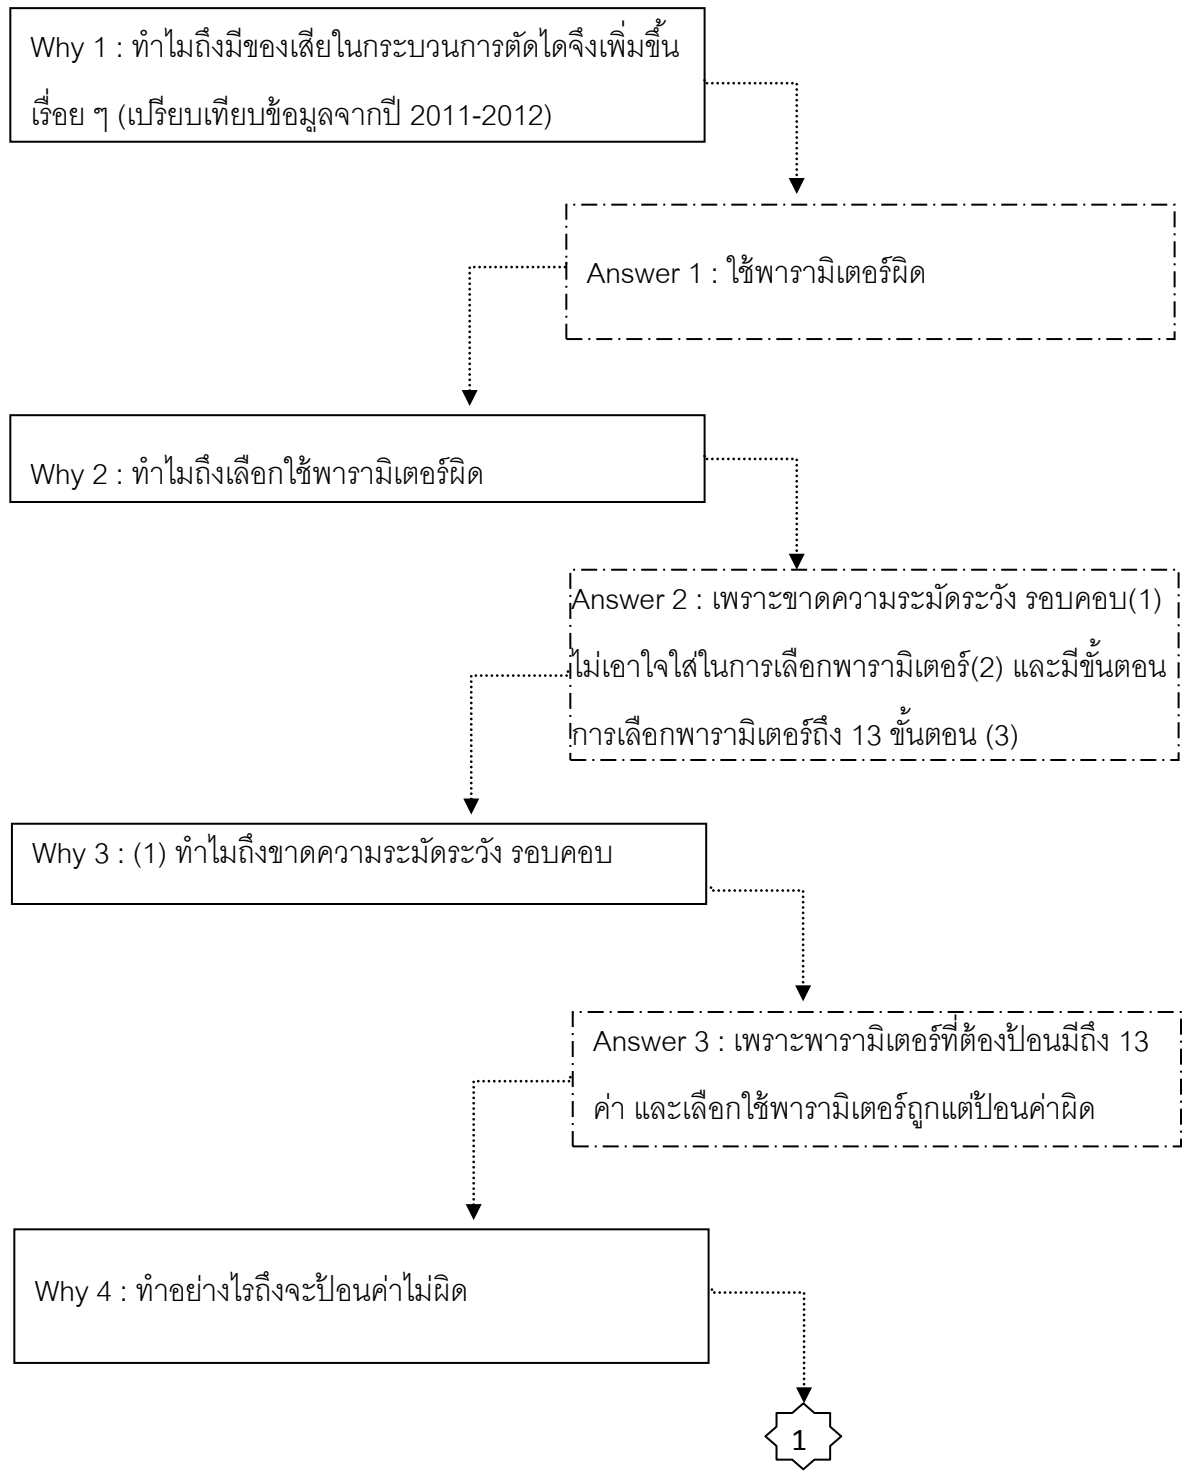 Why 1 : ทำไมถึงมีของเสียในกระบวนการตัดไดจึงเพิ่มขึ้น
เรื่อย ๆ (เปรียบเทียบข้อมูลจากปี 2011-2012)
Answer 1 : ใช้พารามิเตอร์ผิด
Why 2 : ทำไมถึงเลือกใช้พารามิเตอร์ผิด
Answer 2 : เพราะขาดความระมัดระวัง รอบคอบ(1)
ไม่เอาใจใส่ในการเลือกพารามิเตอร์(2) และมีขั้นตอน
การเลือกพารามิเตอร์ถึง 13 ขั้นตอน (3)
Why 3 : (1) ทำไมถึงขาดความระมัดระวัง รอบคอบ
Answer 3 : เพราะพารามิเตอร์ที่ต้องป้อนมีถึง 13
ค่า และเลือกใช้พารามิเตอร์ถูกแต่ป้อนค่าผิด
Why 4 : ทำอย่างไรถึงจะป้อนค่าไม่ผิด
1